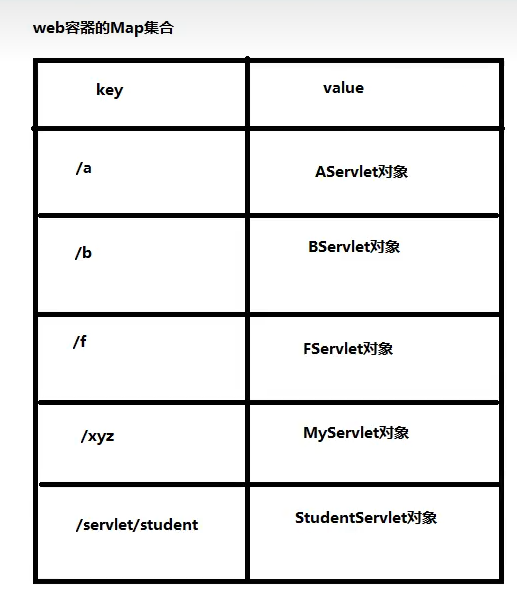 web容器的Map集合
key
value
/a
AServlet对象
/b
BServlet对象
/f
FServlet对象
/xyz
MyServlet对象
/servlet/student
StudentServlet对象